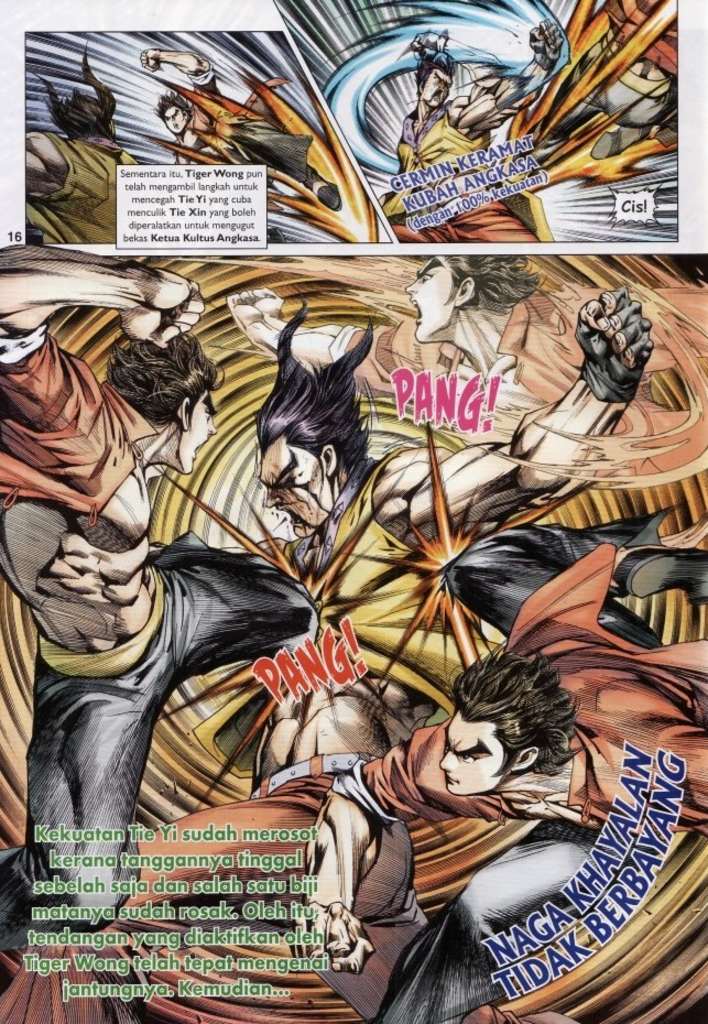 Sementara itu, Tiger Wong pun
telah mengambil langkah untuk
mencegah Tie Yi yang cuba
menculik Tie Xin yang boleh
diperalatkan untuk mengugut
bekas Ketua Kultus Angkasa.
CERMIN KERAMAT
KUBAH ANGKASA
(dengan 100% kekuatan)
Cis!
16
PANG!
PANG!
NAGA KHAYALAN
TIDAK BERBAYANG
Kekuatan Tie Yi sudah merosot
kerana tanggannya tinggal
sebelah saja dan salah satu biji
matanya sudah rosak. Oleh itu,
tendangan yang diaktifkan oleh
Tiger Wong telah tepat mengenai
jantungnya. Kemudian...